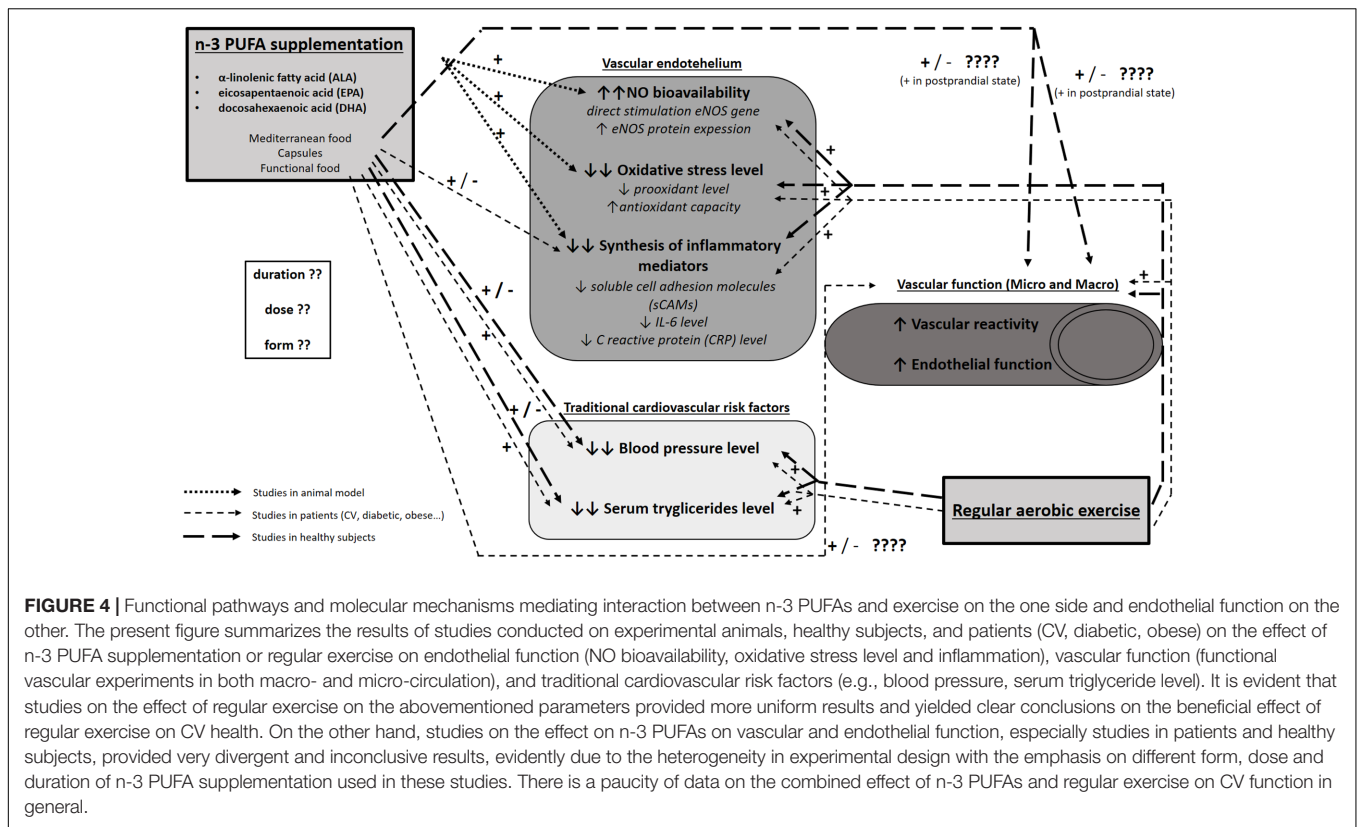 n-3 PUFA supplementation
• α-linolenic fatty acid (ALA)
• eicosapentaenoic acid (EPA)
• docosahexaenoic acid (DHA)
Mediterranean food
Capsules
Functional food
duration ??
dose ??
form ??
+
+
+
+ / -
+ / -
+
+ / -
+
Vascular endotehelium
↑↑NO bioavailability
direct stimulation eNOS gene
↑ eNOS protein expession
↓↓ Oxidative stress level
↓ prooxidant level
↑antioxidant capacity
↓↓ Synthesis of inflammatory
mediators
↓ soluble cell adhesion molecules
(sCAMs)
↓ IL-6 level
↓ C reactive protein (CRP) level
+
+
+
+
+ / - ????
(+ in postprandial state)
+ / - ????
(+ in postprandial state)
Vascular function (Micro and Macro)
+
↑ Vascular reactivity
↑ Endothelial function
Traditional cardiovascular risk factors
↓↓ Blood pressure level
↓↓ Serum tryglicerides level
+
+
+ / - ????
Regular aerobic exercise
Studies in animal model
Studies in patients (CV, diabetic, obese...)
Studies in healthy subjects
FIGURE 4 | Functional pathways and molecular mechanisms mediating interaction between n-3 PUFAs and exercise on the one side and endothelial function on the
other. The present figure summarizes the results of studies conducted on experimental animals, healthy subjects, and patients (CV, diabetic, obese) on the effect of
n-3 PUFA supplementation or regular exercise on endothelial function (NO bioavailability, oxidative stress level and inflammation), vascular function (functional
vascular experiments in both macro- and micro-circulation), and traditional cardiovascular risk factors (e.g., blood pressure, serum triglyceride level). It is evident that
studies on the effect of regular exercise on the abovementioned parameters provided more uniform results and yielded clear conclusions on the beneficial effect of
regular exercise on CV health. On the other hand, studies on the effect on n-3 PUFAs on vascular and endothelial function, especially studies in patients and healthy
subjects, provided very divergent and inconclusive results, evidently due to the heterogeneity in experimental design with the emphasis on different form, dose and
duration of n-3 PUFA supplementation used in these studies. There is a paucity of data on the combined effect of n-3 PUFAs and regular exercise on CV function in
general.